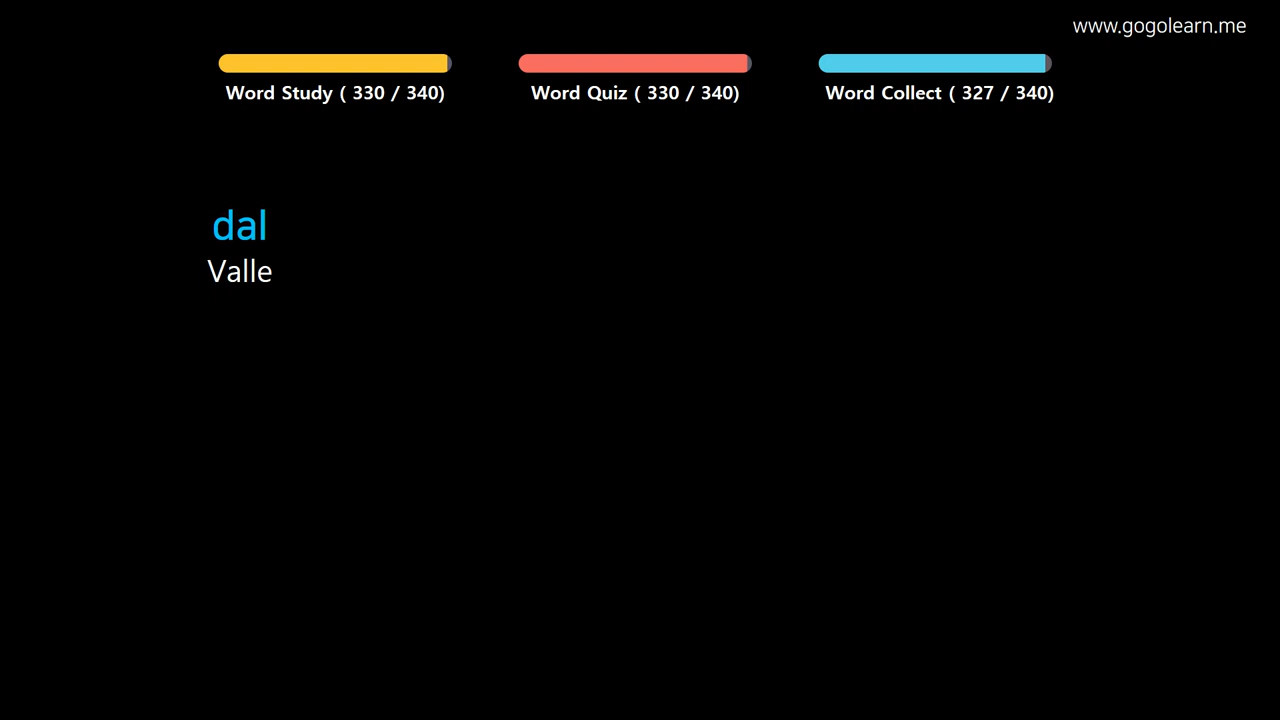 www.gogolearn.me
Word Study ( 330 / 340)
Word Quiz ( 330 / 340)
Word Collect ( 327 / 340)
dal
Valle